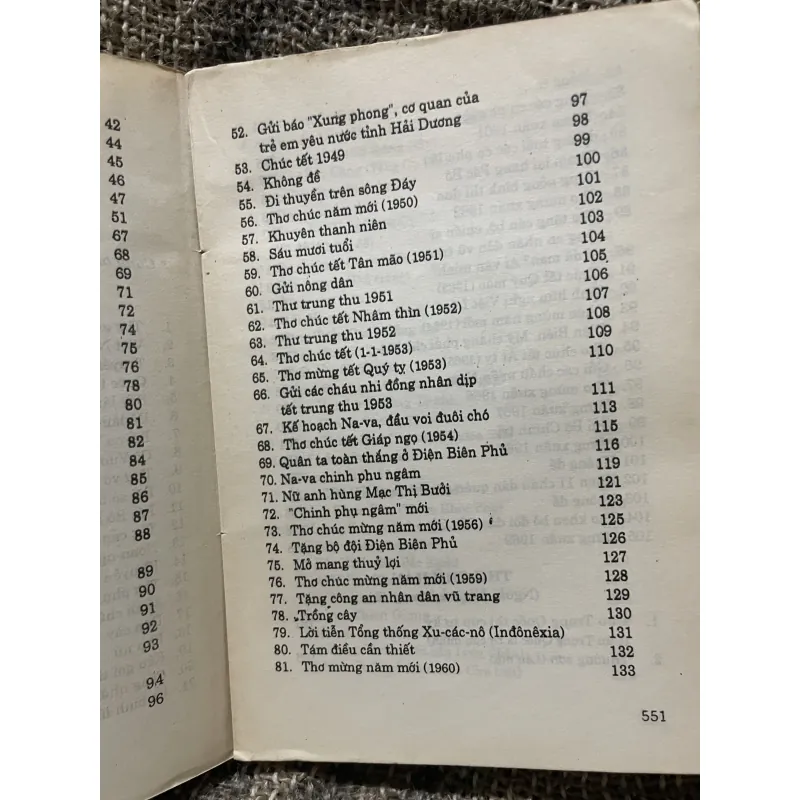 42
44
45
46
47
51
67
68
69
71
72
74
75
76
78
80
81
82
84
85
86
87
88
89
90
91
92
93
94
96
52. Gửi báo "Xung phong", cơ quan của
trẻ em yêu nước tỉnh Hải Dương 97
53. Chúc tết 1949 98
54. Không đề 99
55. Đi thuyền trên sông Đáy 100
56. Thơ chúc năm mới (1950) 101
57. Khuyên thanh niên 102
58. Sáu mươi tuổi 103
59. Thơ chúc tết Tân mão (1951) 104
60. Gửi nông dân 105
61. Thư trung thu 1951 106
62. Thơ chúc tết Nhâm thìn (1952) 107
63. Thư trung thu 1952 108
64. Thơ chúc tết (1-1-1953) 109
65. Thơ mừng tết Quý tỵ (1953) 110
66. Gửi các cháu nhi đồng nhân dịp
tết trung thu 1953 111
67. Kế hoạch Na-va, đầu voi đuôi chó 113
68. Thơ chúc tết Giáp ngọ (1954) 115
69. Quân ta toàn thắng ở Điện Biên Phủ 116
70. Na-va chinh phu ngâm 119
71. Nữ anh hùng Mạc Thị Bưởi 121
72. "Chinh phụ ngâm" mới 123
73. Thơ chúc mừng năm mới (1956) 125
74. Tặng bộ đội Điện Biên Phủ 126
75. Mở mang thuỷ lợi 127
76. Thơ chúc mừng năm mới (1959) 128
77. Tặng công an nhân dân vũ trang 129
78. Trồng cây 130
79. Lời tiễn Tổng thống Xu-các-nô (Inđônêxia) 131
80. Tám điều cần thiết 132
81. Thơ mừng năm mới (1960) 133
551